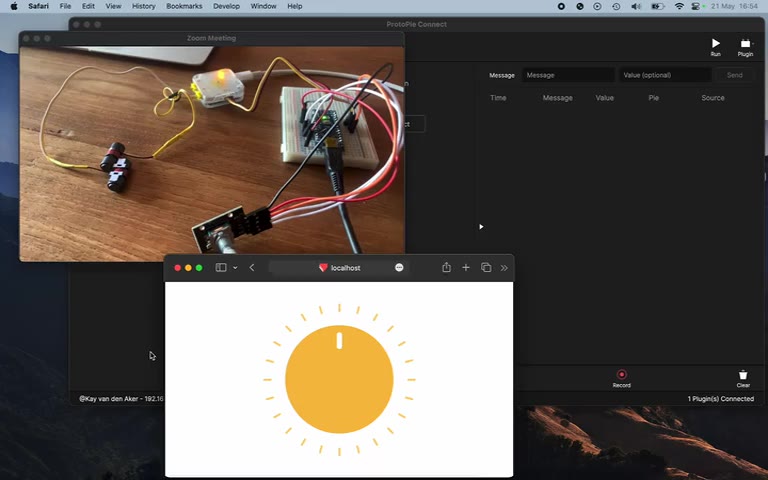 Safari File Edit View History Bookmarks Develop Window Help 21 May 16:54
ProtoPie Connect
Zoom Meeting
Run Plugin
Message Message Value (optional) Send
Time Message Value Pie Source
localhost
Record Clear
@Kay van den Aker - 192.16 1 Plugin(s) Connected